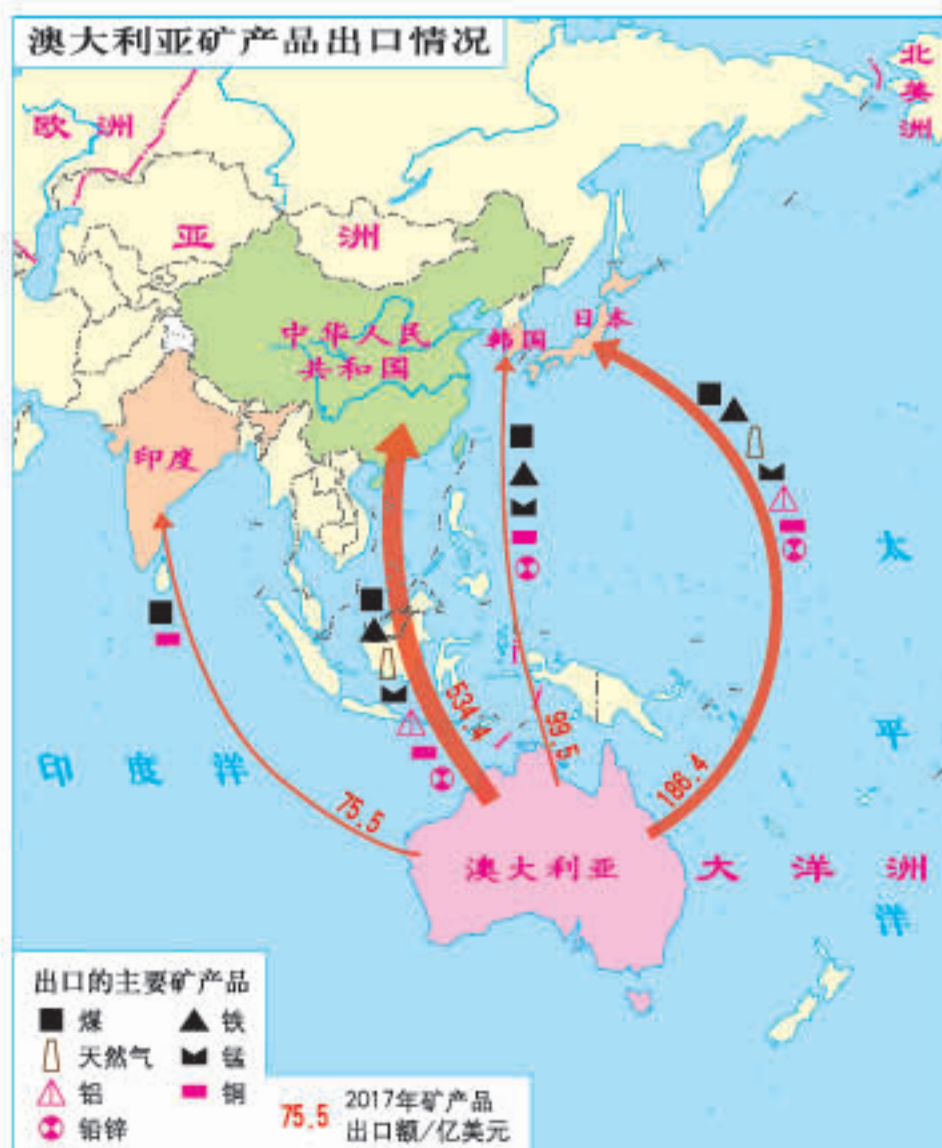 澳大利亚矿产品出口情况
北美洲
欧洲
亚洲
中华人民
共和国
韩国
日本
印度
太平洋
534.4
99.5
188.4
75.5
印度洋
澳大利亚
大洋洲
出口的主要矿产品
煤 铁
天然气 锰
铝 铜
铅锌
75.5 2017年矿产品
出口额/亿美元